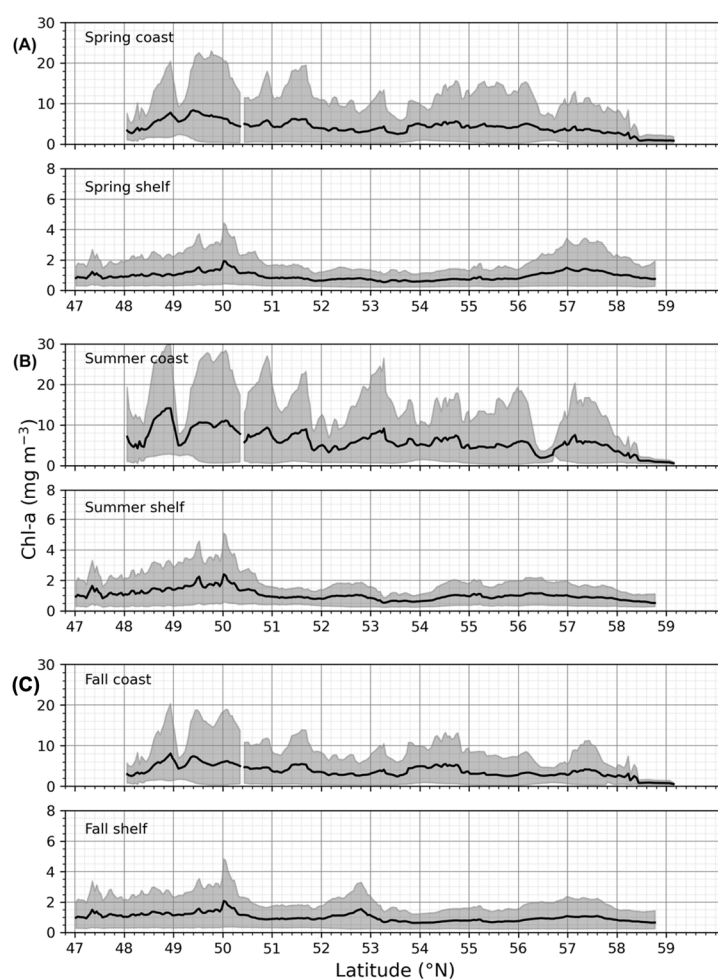 (A)
30
20
10
0
Spring coast
8
6
4
2
0
Spring shelf
47 48 49 50 51 52 53 54 55 56 57 58 59
(B)
30
20
10
0
Summer coast
8
6
4
2
0
Summer shelf
47 48 49 50 51 52 53 54 55 56 57 58 59
Chl-a (mg m⁻³)
(C)
30
20
10
0
Fall coast
8
6
4
2
0
Fall shelf
47 48 49 50 51 52 53 54 55 56 57 58 59
Latitude (°N)